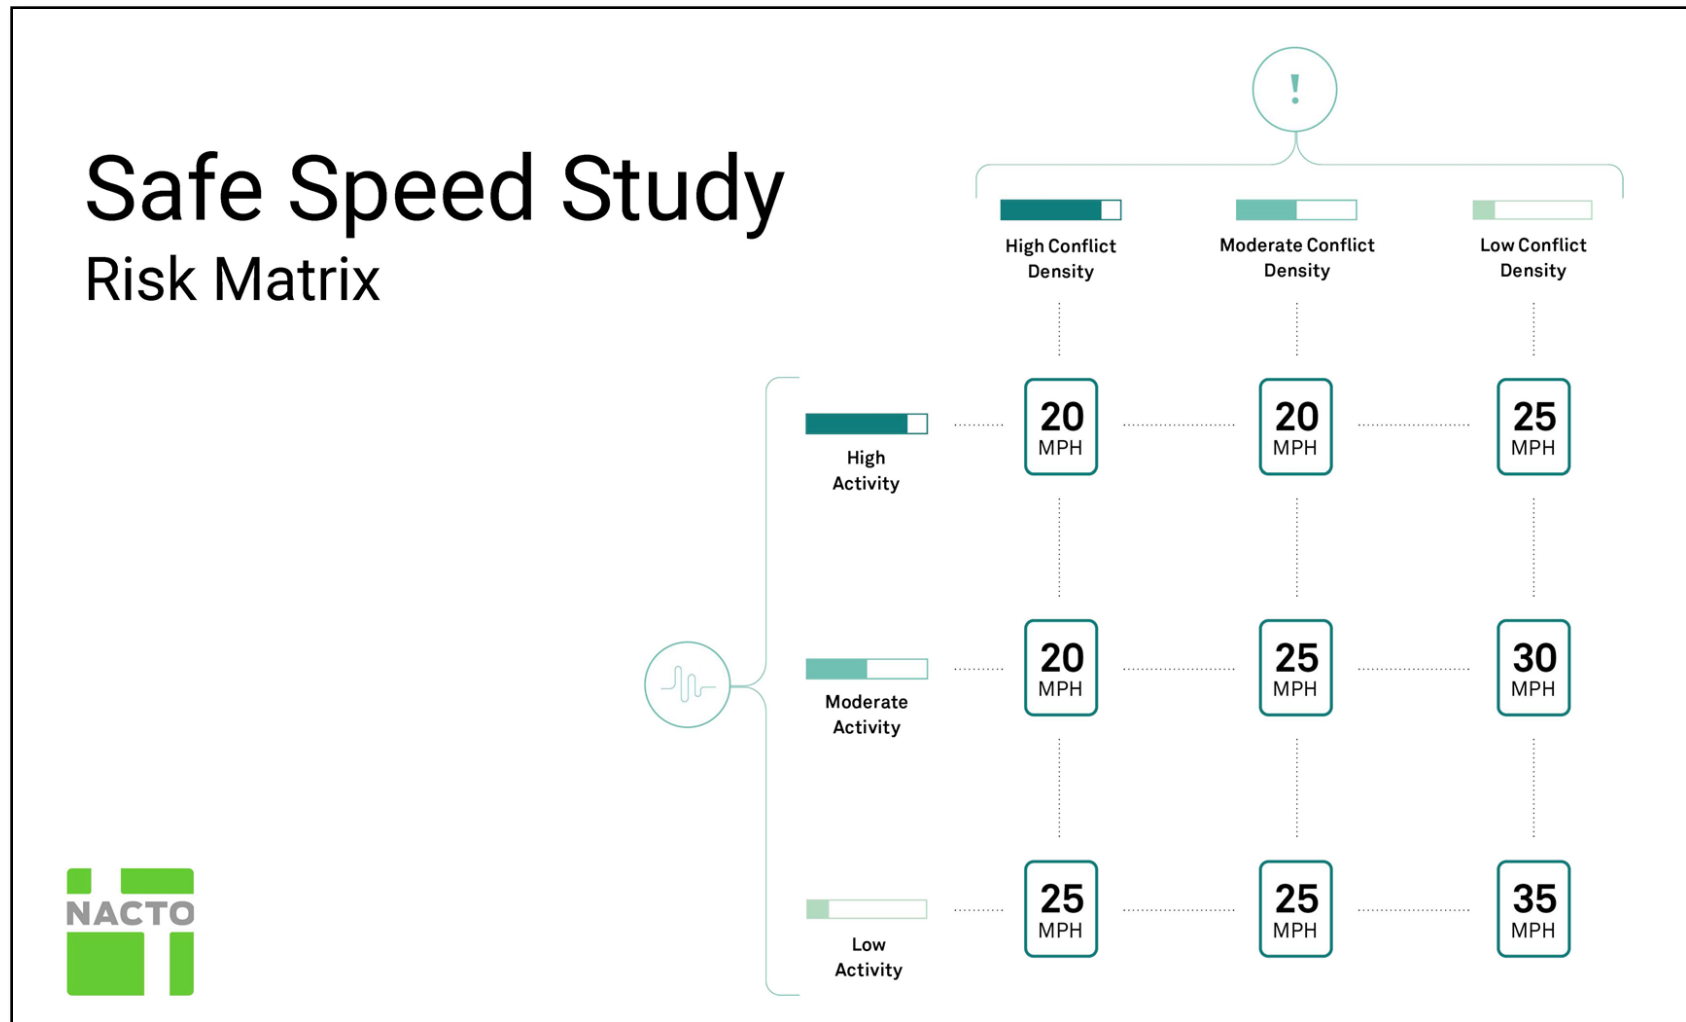 Safe Speed Study
Risk Matrix
!
High Conflict
Density
Moderate Conflict
Density
Low Conflict
Density
High
Activity
20
MPH
20
MPH
25
MPH
Moderate
Activity
20
MPH
25
MPH
30
MPH
Low
Activity
25
MPH
25
MPH
35
MPH
NACTO